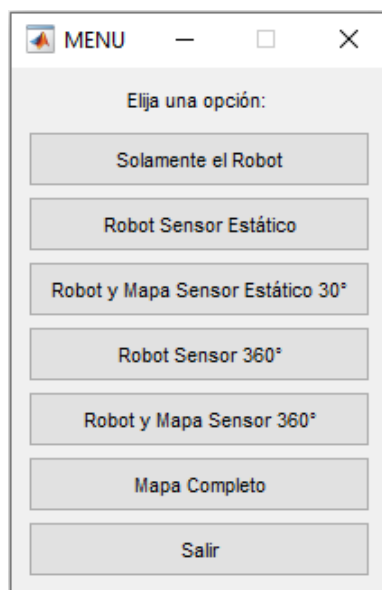 MENU
Elija una opción:
Solamente el Robot
Robot Sensor Estático
Robot y Mapa Sensor Estático 30°
Robot Sensor 360°
Robot y Mapa Sensor 360°
Mapa Completo
Salir